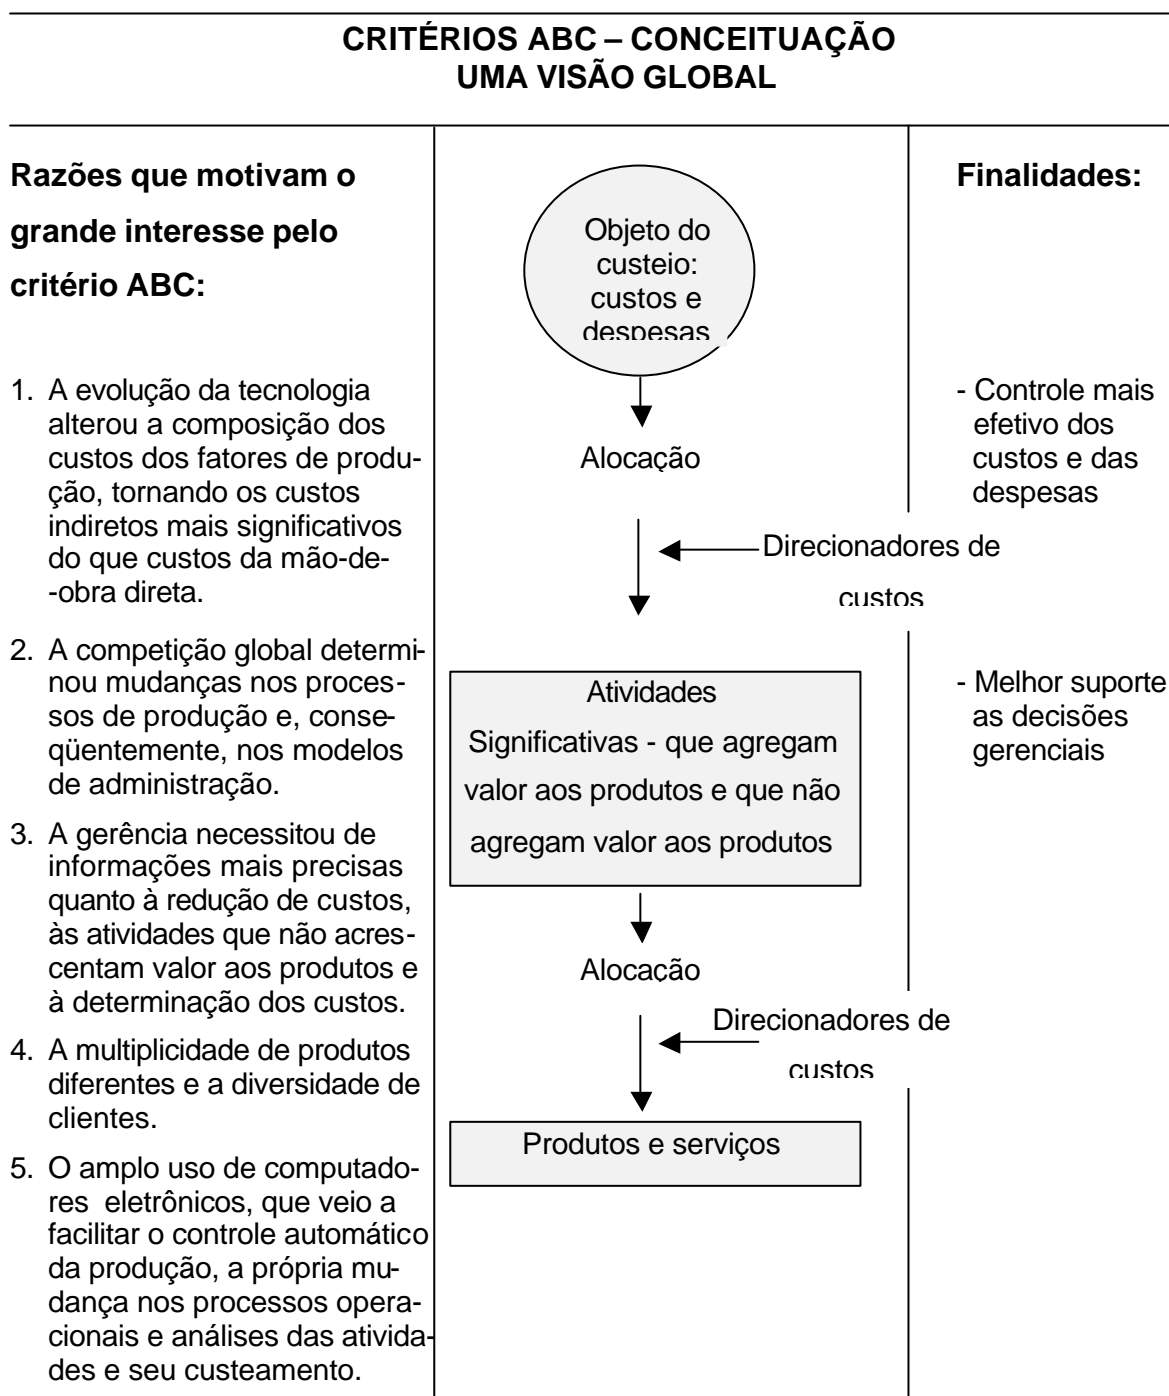 CRITÉRIOS ABC – CONCEITUAÇÃO
UMA VISÃO GLOBAL
Razões que motivam o
grande interesse pelo
critério ABC:
1. A evolução da tecnologia
alterou a composição dos
custos dos fatores de produ-
ção, tornando os custos
indiretos mais significativos
do que custos da mão-de-
-obra direta.
2. A competição global determi-
nou mudanças nos proces-
sos de produção e, conse-
qüentemente, nos modelos
de administração.
3. A gerência necessitou de
informações mais precisas
quanto à redução de custos,
às atividades que não acres-
centam valor aos produtos e
à determinação dos custos.
4. A multiplicidade de produtos
diferentes e a diversidade de
clientes.
5. O amplo uso de computado-
res eletrônicos, que veio a
facilitar o controle automático
da produção, a própria mu-
dança nos processos opera-
cionais e análises das ativida-
des e seu custeamento.
Objeto do
custeio:
custos e
despesas
Alocação
Direcionadores de
custos
Atividades
Significativas - que agregam
valor aos produtos e que não
agregam valor aos produtos
Alocação
Direcionadores de
custos
Produtos e serviços
Finalidades:
- Controle mais
efetivo dos
custos e das
despesas
- Melhor suporte
as decisões
gerenciais